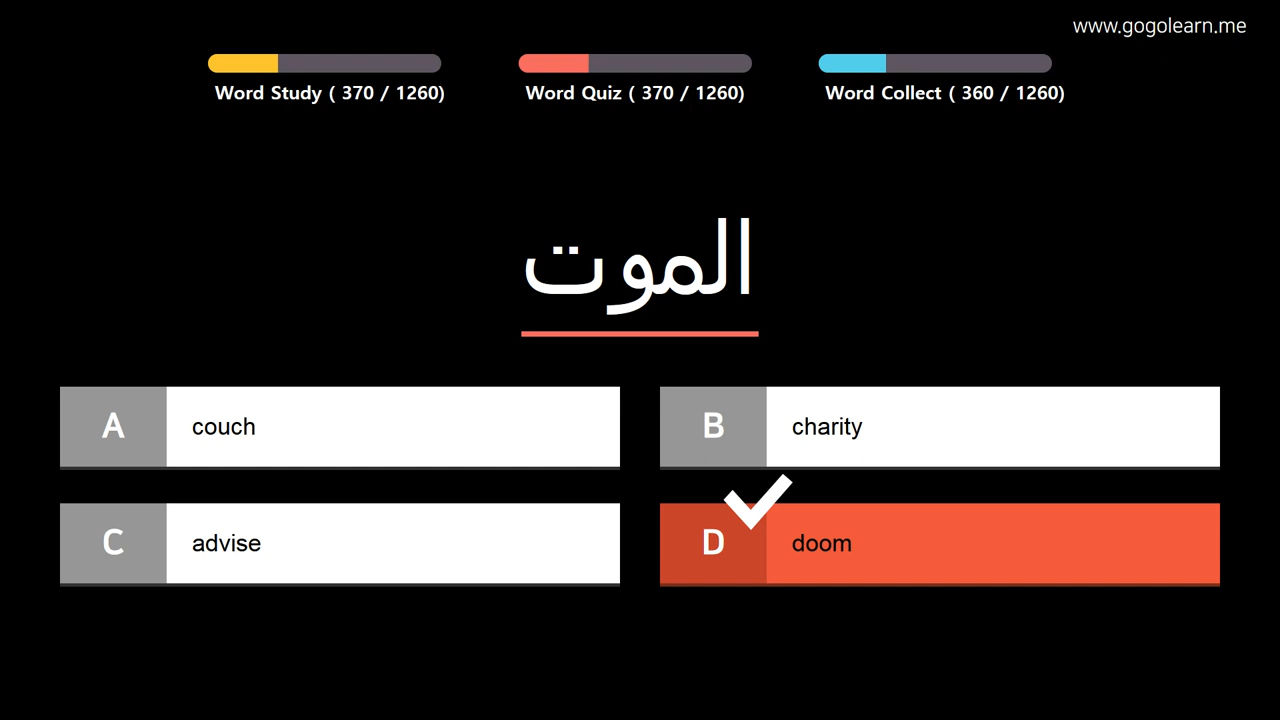 www.gogolearn.me
Word Study ( 370 / 1260)
Word Quiz ( 370 / 1260)
Word Collect ( 360 / 1260)
الموت
A couch
B charity
C advise
D doom